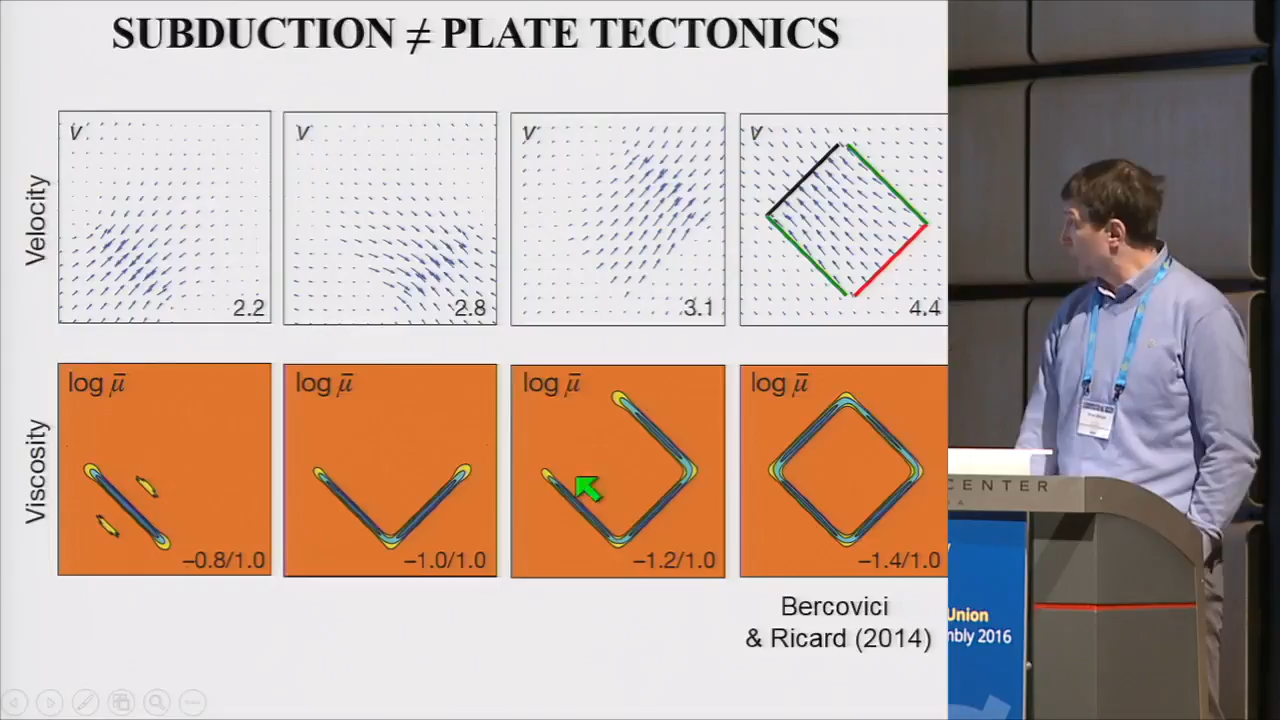 SUBDUCTION ≠ PLATE TECTONICS
Velocity
v
2.2
v
2.8
v
3.1
v
4.4
Viscosity
log μ̄
–0.8/1.0
log μ̄
–1.0/1.0
log μ̄
–1.2/1.0
log μ̄
–1.4/1.0
Bercovici
& Ricard (2014)
CENTER
Union
mbly 2016